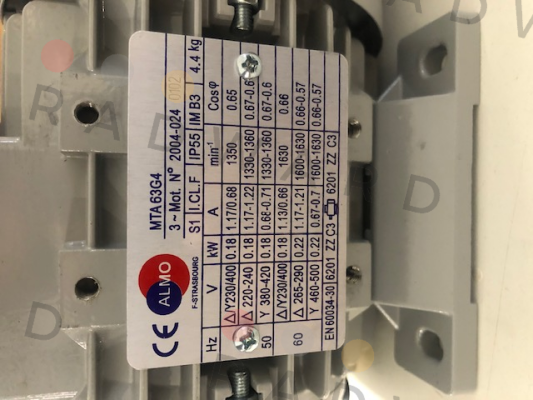 CE ALMO
F-STRASBOURG
MTA63G4
3~Mot. N° 2004-024 0102
S1 I.CL.F IP55 IM B3 4.4 kg
Hz V kW A min⁻¹ Cosφ
△Y230/400 0.18 1.17/0.68 1350 0.65
△ 220-240 0.18 1.17-1.22 1330-1360 0.67-0.6
50 Y 380-420 0.18 0.68-0.71 1330-1360 0.67-0.6
△Y230/400 0.18 1.13/0.66 1630 0.66
60 △ 265-290 0.22 1.17-1.21 1600-1630 0.66-0.57
Y 460-500 0.22 0.67-0.7 1600-1630 0.66-0.57
EN60034-30 6201 ZZ C3 6201 ZZ C3